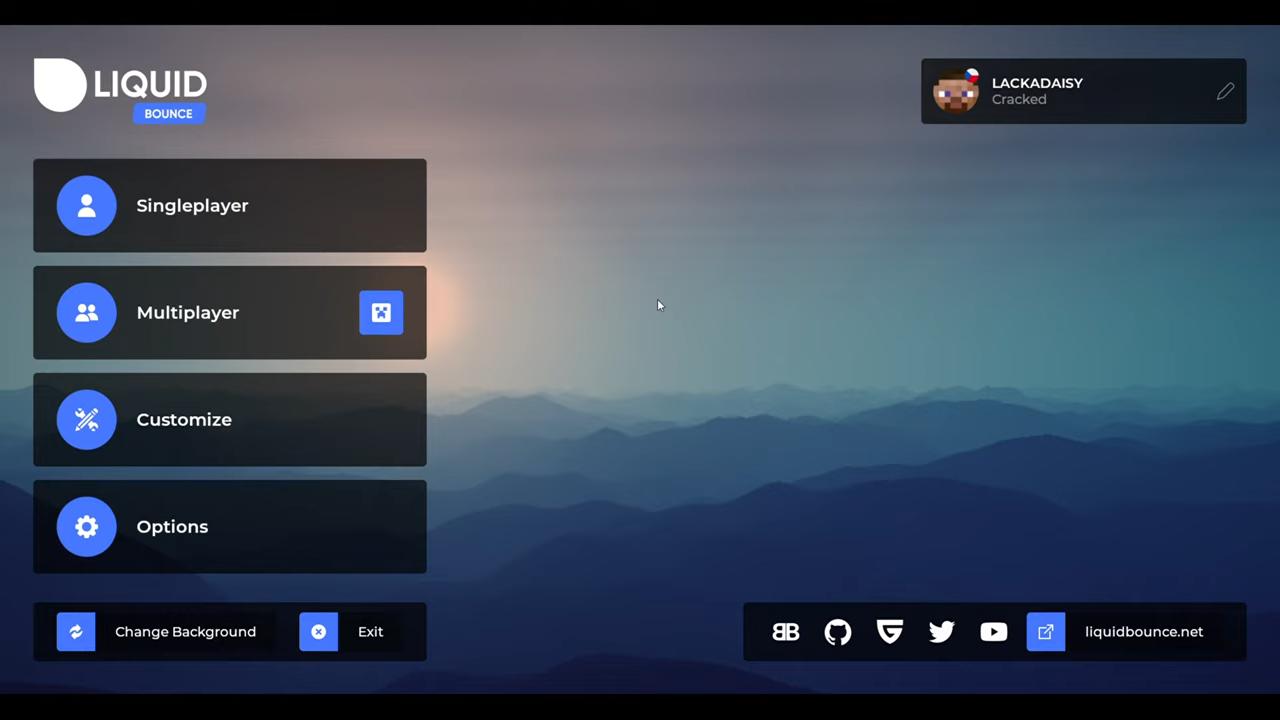 LIQUID
BOUNCE
LACKADAISY
Cracked
Singleplayer
Multiplayer
Customize
Options
Change Background
Exit
liquidbounce.net